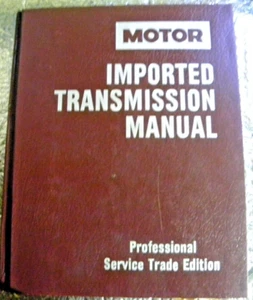 MOTOR
IMPORTED
TRANSMISSION
MANUAL
Professional
Service Trade Edition